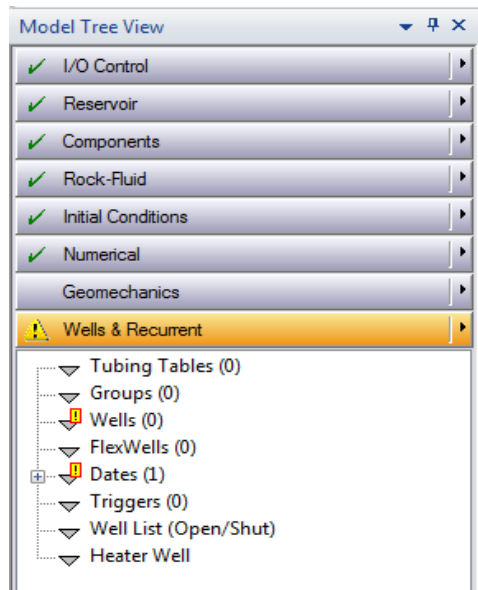 Model Tree View
I/O Control
Reservoir
Components
Rock-Fluid
Initial Conditions
Numerical
Geomechanics
Wells & Recurrent
Tubing Tables (0)
Groups (0)
Wells (0)
FlexWells (0)
Dates (1)
Triggers (0)
Well List (Open/Shut)
Heater Well